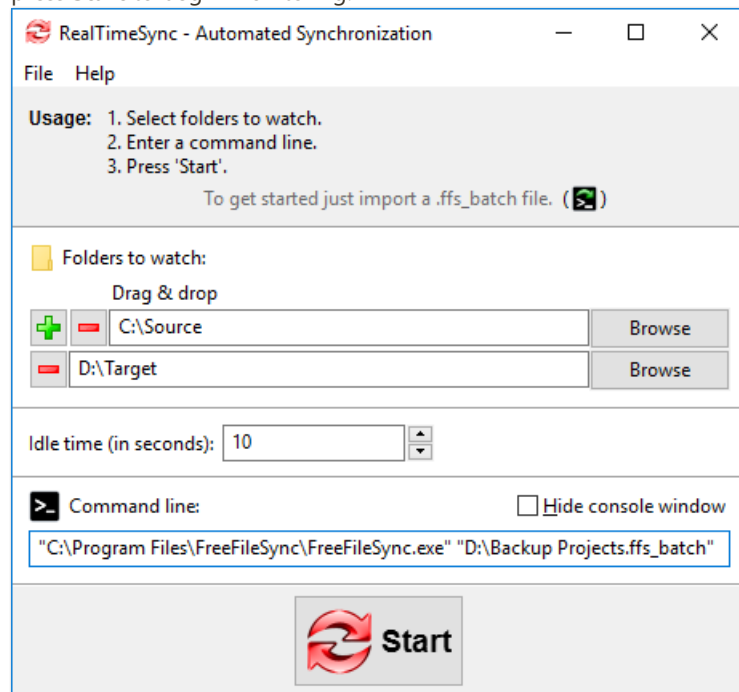 RealTimeSync - Automated Synchronization
File Help
Usage: 1. Select folders to watch.
2. Enter a command line.
3. Press 'Start'.
To get started just import a .ffs_batch file. ( )
Folders to watch:
Drag & drop
C:\Source Browse
D:\Target Browse
Idle time (in seconds): 10
Command line: Hide console window
"C:\Program Files\FreeFileSync\FreeFileSync.exe" "D:\Backup Projects.ffs_batch"
Start